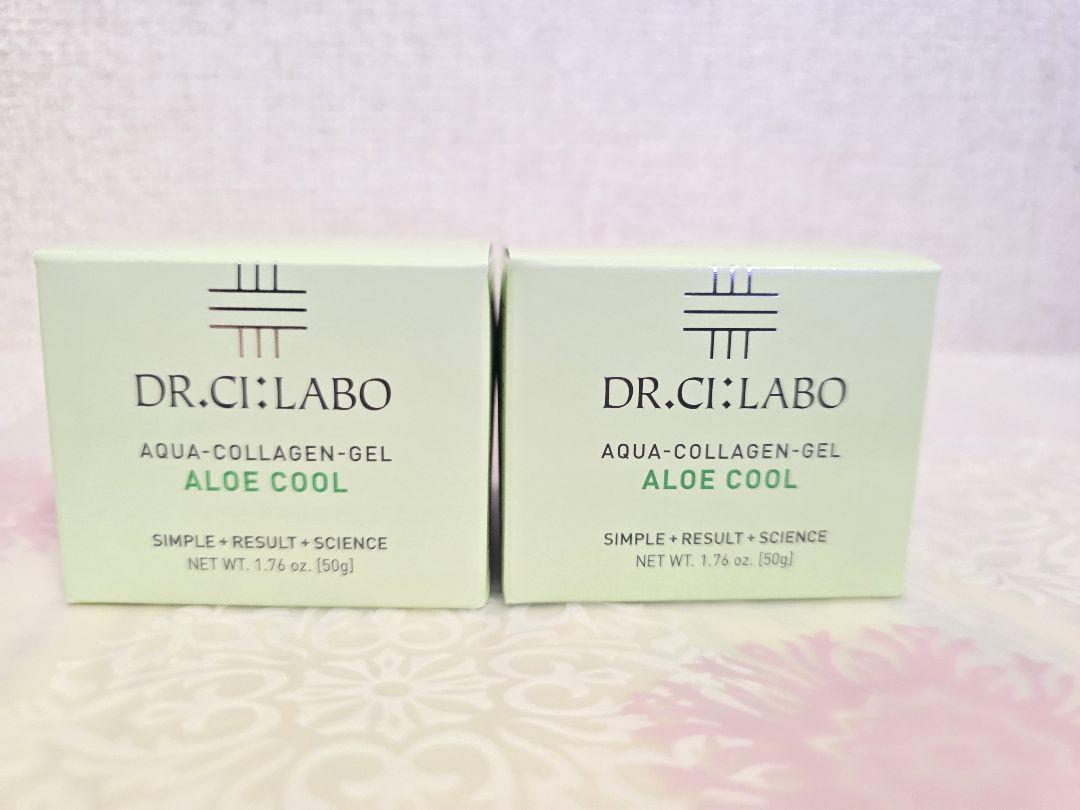 DR.CI:LABO
AQUA-COLLAGEN-GEL
ALOE COOL
SIMPLE+RESULT+SCIENCE
NET WT. 1.76 oz. [50g]
DR.CI:LABO
AQUA-COLLAGEN-GEL
ALOE COOL
SIMPLE+RESULT+SCIENCE
NET WT. 1.76 oz. [50g]